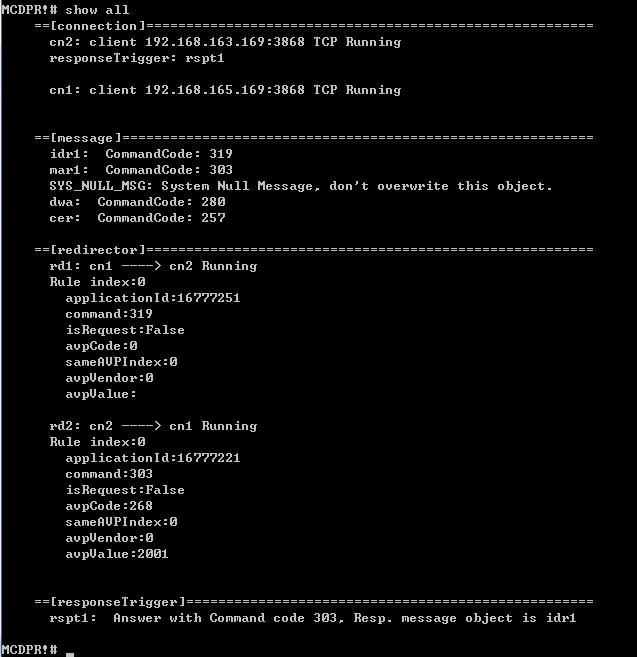 MCDPR!# show all
==[connection]========================================================
cn2: client 192.168.163.169:3868 TCP Running
responseTrigger: rspt1
cn1: client 192.168.165.169:3868 TCP Running
==[message]===========================================================
idr1:  CommandCode: 319
mar1:  CommandCode: 303
SYS_NULL_MSG: System Null Message, don't overwrite this object.
dwa:  CommandCode: 280
cer:  CommandCode: 257
==[redirector]========================================================
rd1: cn1 ----> cn2 Running
Rule index:0
applicationId:16777251
command:319
isRequest:False
avpCode:0
sameAVPIndex:0
avpVendor:0
avpValue:
rd2: cn2 ----> cn1 Running
Rule index:0
applicationId:16777221
command:303
isRequest:False
avpCode:268
sameAVPIndex:0
avpVendor:0
avpValue:2001
==[responseTrigger]===================================================
rspt1:  Answer with Command code 303, Resp. message object is idr1
MCDPR!# _